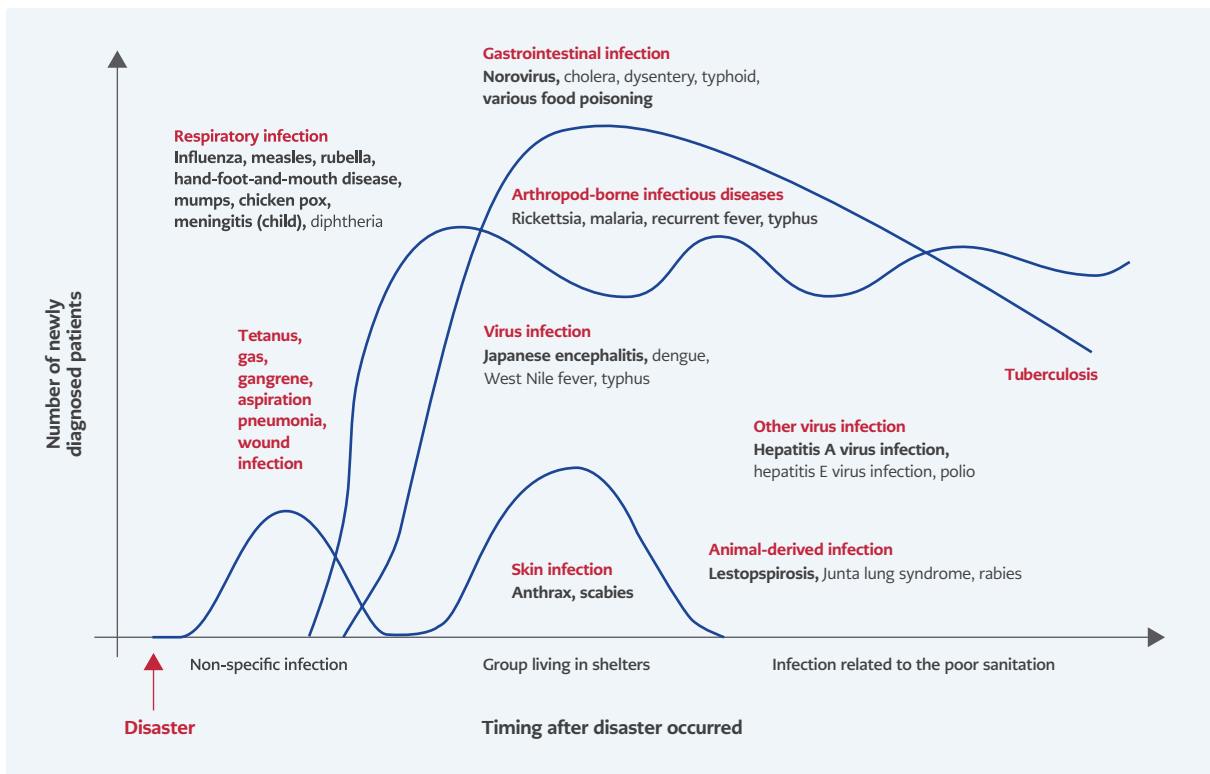 Gastrointestinal infection
Norovirus, cholera, dysentery, typhoid,
various food poisoning
Respiratory infection
Influenza, measles, rubella,
hand-foot-and-mouth disease,
mumps, chicken pox,
meningitis (child), diphtheria
Arthropod-borne infectious diseases
Rickettsia, malaria, recurrent fever, typhus
Number of newly
diagnosed patients
Tetanus,
gas,
gangrene,
aspiration
pneumonia,
wound
infection
Virus infection
Japanese encephalitis, dengue,
West Nile fever, typhus
Tuberculosis
Other virus infection
Hepatitis A virus infection,
hepatitis E virus infection, polio
Skin infection
Anthrax, scabies
Animal-derived infection
Lestopspirosis, Junta lung syndrome, rabies
Non-specific infection
Group living in shelters
Infection related to the poor sanitation
Disaster
Timing after disaster occurred